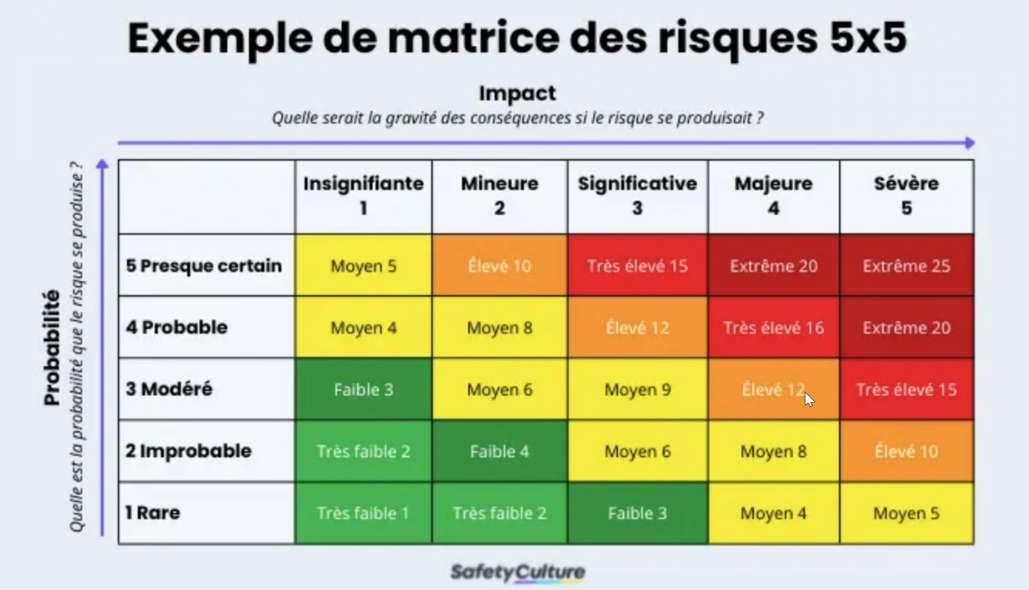 Exemple de matrice des risques 5x5
Impact
Quelle serait la gravité des conséquences si le risque se produisait ?
Probabilité
Quelle est la probabilité que le risque se produise ?
Insignifiante 1 Mineure 2 Significative 3 Majeure 4 Sévère 5
5 Presque certain Moyen 5 Élevé 10 Très élevé 15 Extrême 20 Extrême 25
4 Probable Moyen 4 Moyen 8 Élevé 12 Très élevé 16 Extrême 20
3 Modéré Faible 3 Moyen 6 Moyen 9 Élevé 12 Très élevé 15
2 Improbable Très faible 2 Faible 4 Moyen 6 Moyen 8 Élevé 10
1 Rare Très faible 1 Très faible 2 Faible 3 Moyen 4 Moyen 5
SafetyCulture